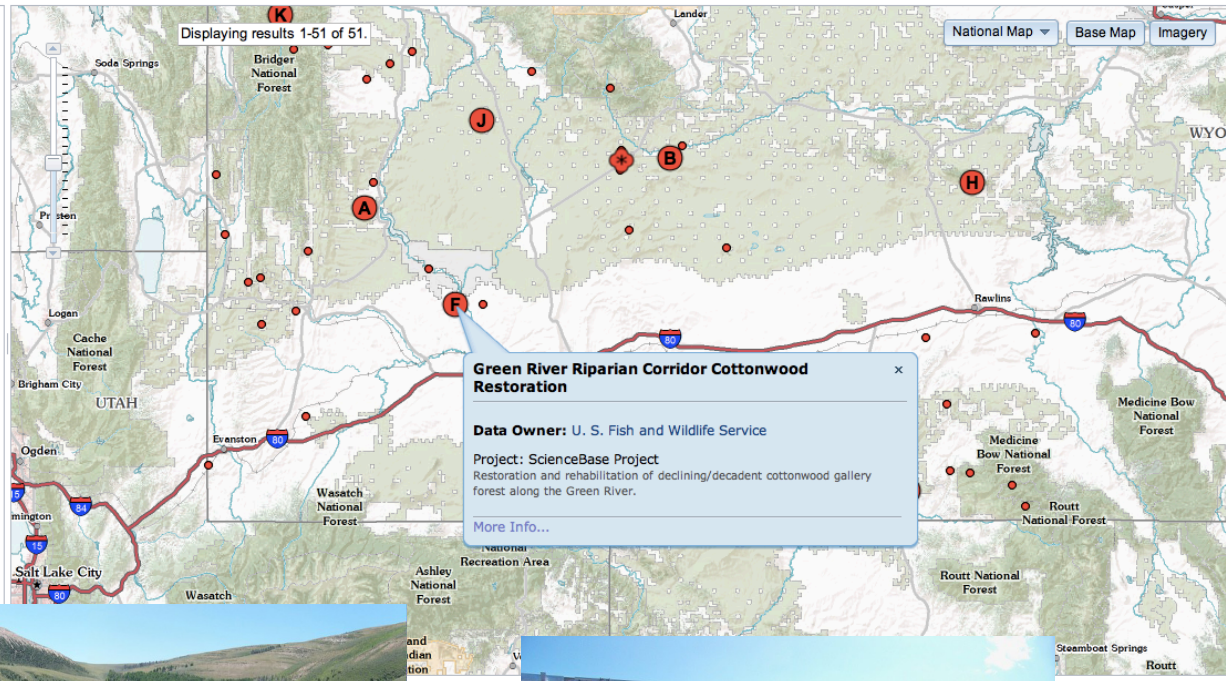 K
Displaying results 1-51 of 51.
Lander
National Map
Base Map
Imagery
Soda Springs
Bridger
National
Forest
J
*
B
WYO
H
A
Preston
F
Rawlins
80
80
Logan
Cache
National
Forest
Brigham City
UTAH
Green River Riparian Corridor Cottonwood
Restoration
×
Data Owner: U. S. Fish and Wildlife Service
Project: ScienceBase Project
Restoration and rehabilitation of declining/decadent cottonwood gallery
forest along the Green River.
More Info...
Medicine Bow
National
Forest
Evanston
80
Ogden
Medicine
Bow National
Forest
15
84
Wasatch
National
Forest
mington
Routt
National Forest
15
National
Recreation Area
Salt Lake City
80
Ashley
National
Forest
Wasatch
Routt National
Forest
and
dian
tion
Steamboat Springs
Routt